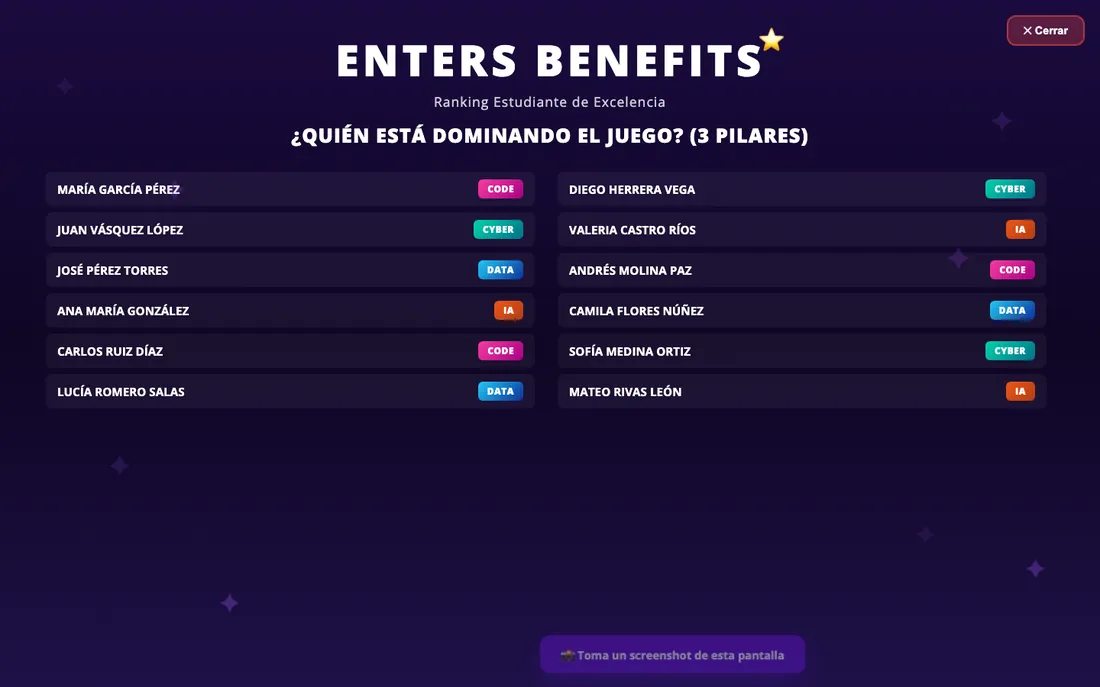 ✕ Cerrar
ENTERS BENEFITS
Ranking Estudiante de Excelencia
¿QUIÉN ESTÁ DOMINANDO EL JUEGO? (3 PILARES)
MARÍA GARCÍA PÉREZ CODE
JUAN VÁSQUEZ LÓPEZ CYBER
JOSÉ PÉREZ TORRES DATA
ANA MARÍA GONZÁLEZ IA
CARLOS RUIZ DÍAZ CODE
LUCÍA ROMERO SALAS DATA
DIEGO HERRERA VEGA CYBER
VALERIA CASTRO RÍOS IA
ANDRÉS MOLINA PAZ CODE
CAMILA FLORES NÚÑEZ DATA
SOFÍA MEDINA ORTIZ CYBER
MATEO RIVAS LEÓN IA
Toma un screenshot de esta pantalla